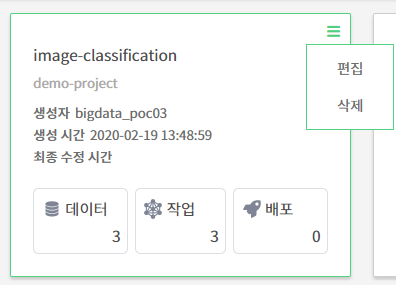 image-classification
편집
demo-project
삭제
생성자 bigdata_poc03
생성 시간 2020-02-19 13:48:59
최종 수정 시간
데이터 작업 배포
3 3 0